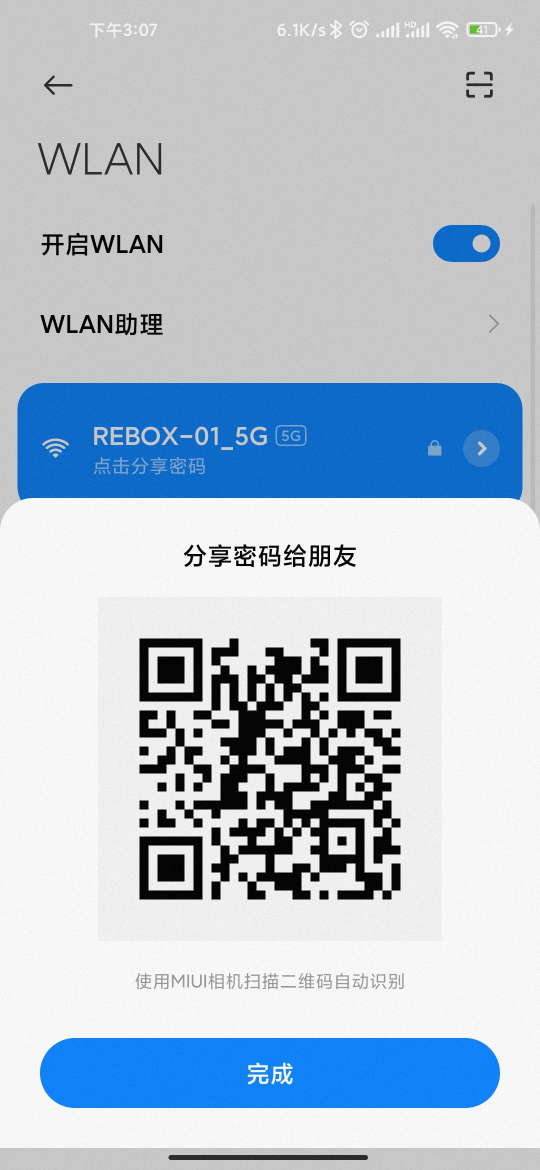 下午3:07
6.1K/s HD 41
WLAN
开启WLAN
WLAN助理
REBOX-01_5G 5G
点击分享密码
分享密码给朋友
使用MIUI相机扫描二维码自动识别
完成